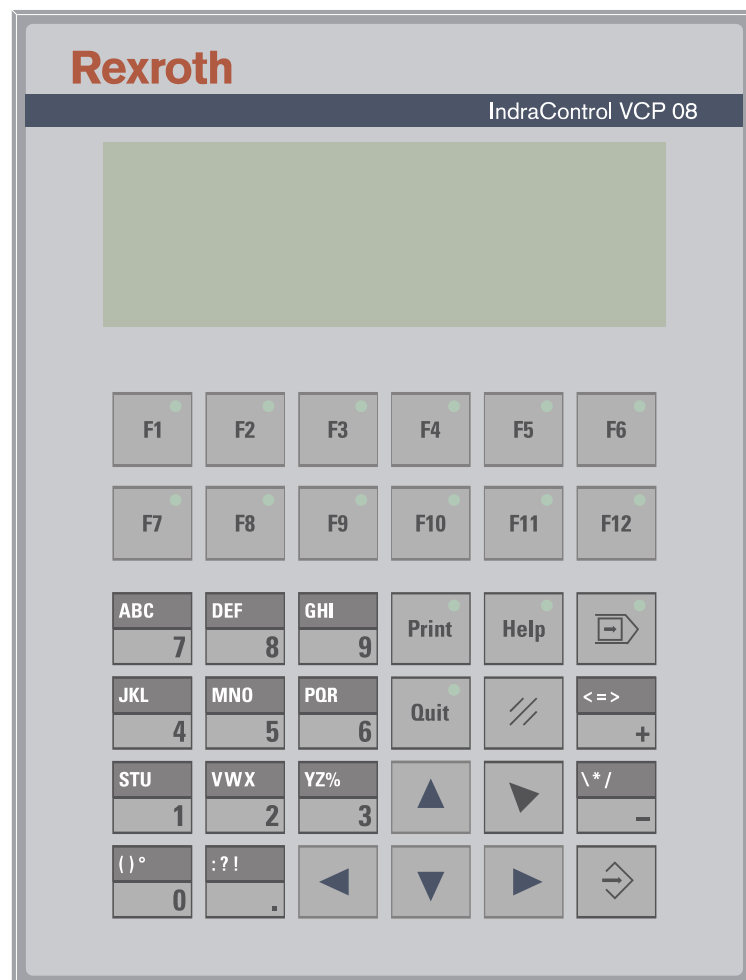 Rexroth
IndraControl VCP 08
F1 F2 F3 F4 F5 F6
F7 F8 F9 F10 F11 F12
ABC DEF GHI
7 8 9 Print Help
JKL MNO PQR Quit <=>
4 5 6 +
STU VWX YZ% \*/
1 2 3 –
()° :?!
0 .